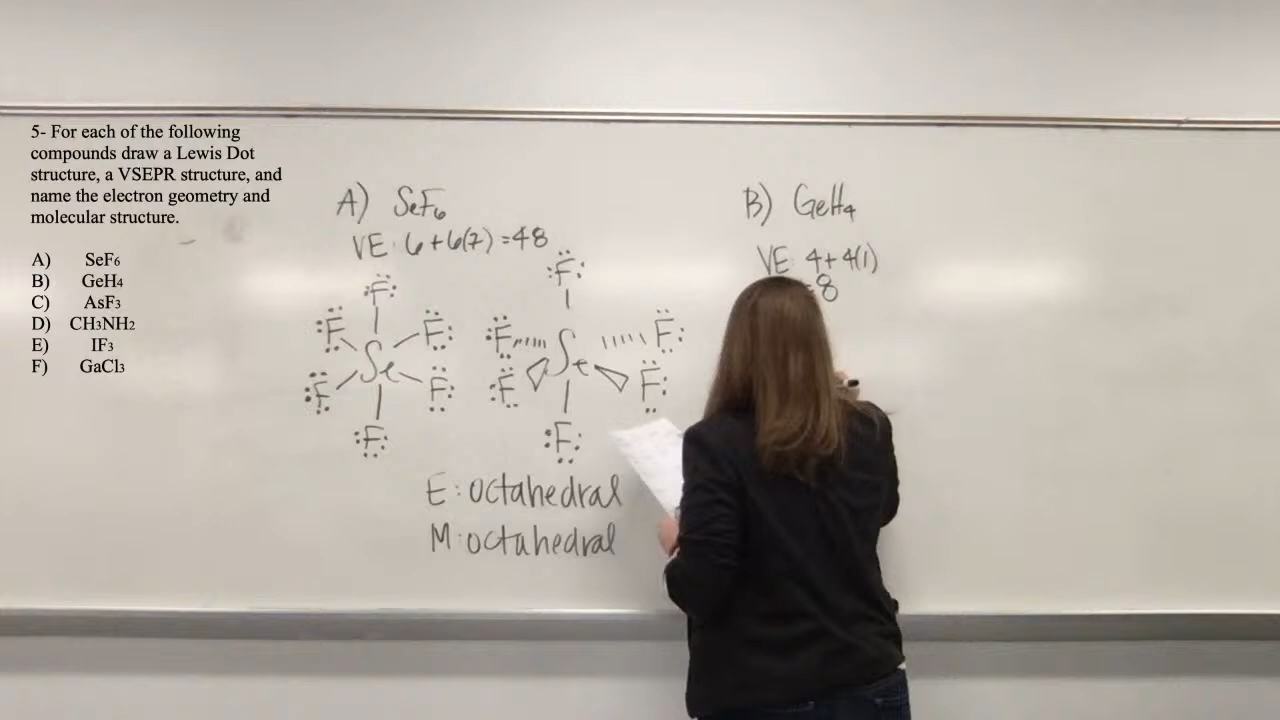 5- For each of the following
compounds draw a Lewis Dot
structure, a VSEPR structure, and
name the electron geometry and
molecular structure.
A) SeF₆
B) GeH₄
C) AsF₃
D) CH₃NH₂
E) IF₃
F) GaCl₃
A) SeF₆
VE: 6+6(7)=48
F
F F
Se
F F
F
F
F F
Se
F F
F
E: octahedral
M: octahedral
B) GeH₄
VE: 4+4(1)
=8